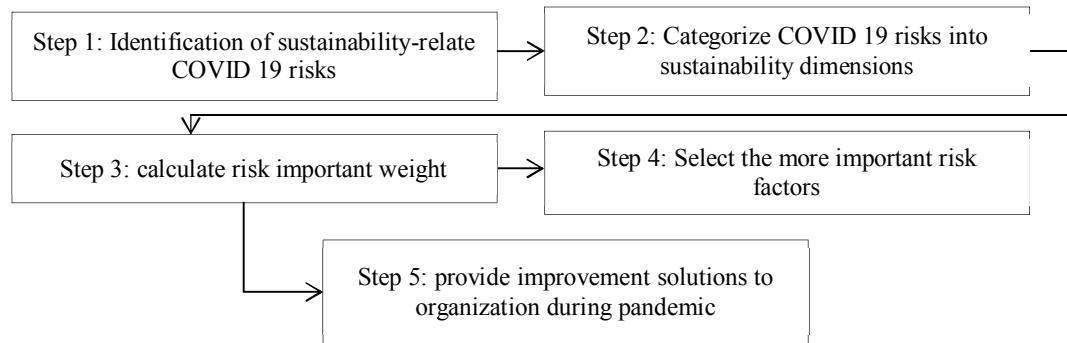 Step 1: Identification of sustainability-relate
COVID 19 risks
Step 2: Categorize COVID 19 risks into
sustainability dimensions
Step 3: calculate risk important weight
Step 4: Select the more important risk
factors
Step 5: provide improvement solutions to
organization during pandemic